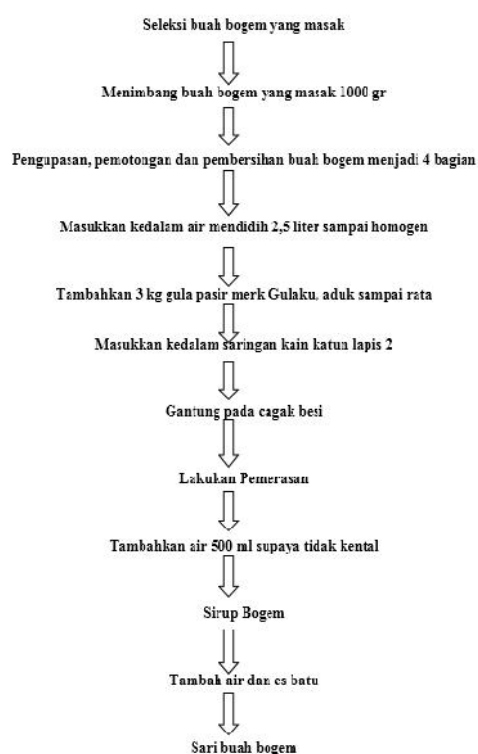 Seleksi buah bogem yang masak
Menimbang buah bogem yang masak 1000 gr
Pengupasan, pemotongan dan pembersihan buah bogem menjadi 4 bagian
Masukkan kedalam air mendidih 2,5 liter sampai homogen
Tambahkan 3 kg gula pasir merk Gulaku, aduk sampai rata
Masukkan kedalam saringan kain katun lapis 2
Gantung pada cagak besi
Lakukan Pemerasan
Tambahkan air 500 ml supaya tidak kental
Sirup Bogem
Tambah air dan es batu
Sari buah bogem